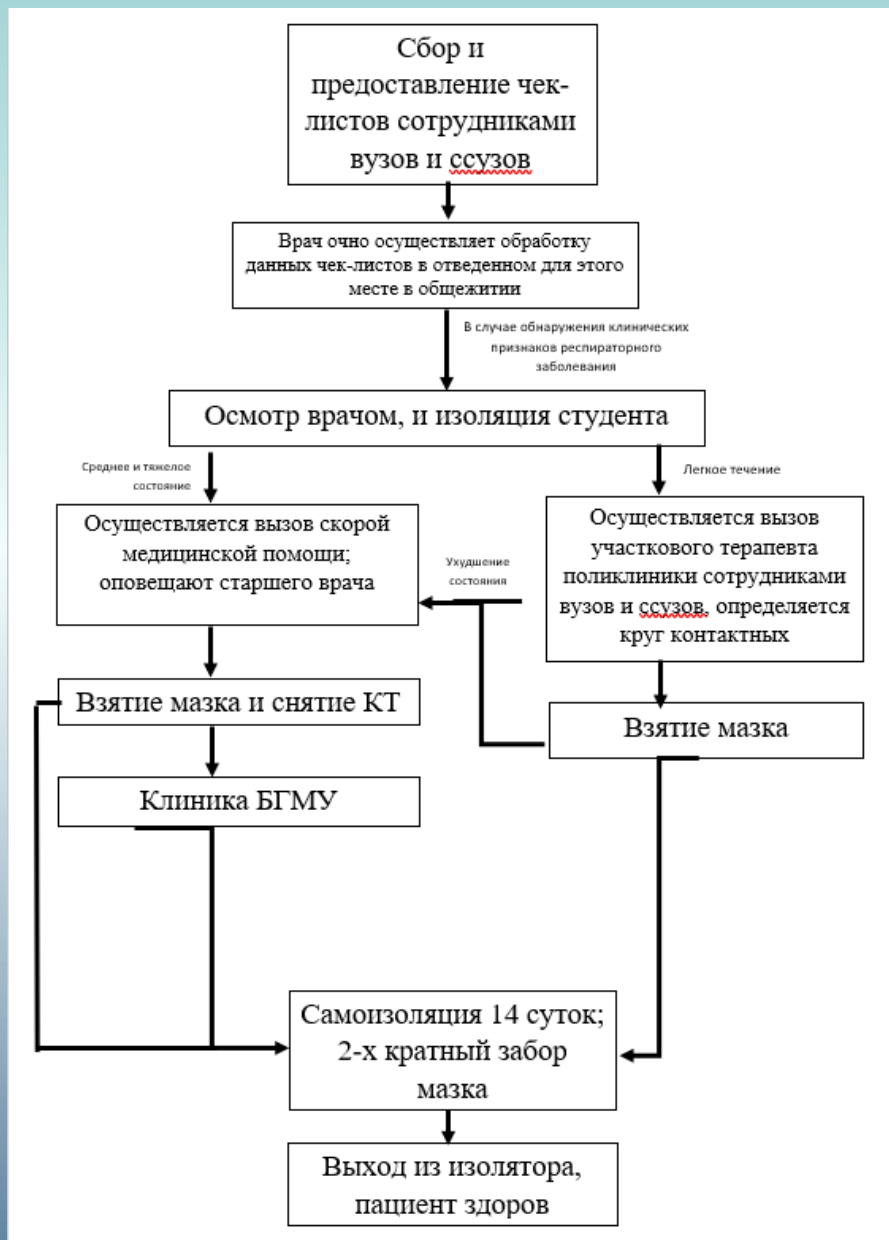 Сбор и
предоставление чек-
листов сотрудниками
вузов и ссузов
Врач очно осуществляет обработку
данных чек-листов в отведенном для этого
месте в общежитии
В случае обнаружения клинических
признаков респираторного
заболевания
Осмотр врачом, и изоляция студента
Среднее и тяжелое
состояние
Легкое течение
Осуществляется вызов скорой
медицинской помощи;
оповещают старшего врача
Ухудшение
состояния
Осуществляется вызов
участкового терапевта
поликлиники сотрудниками
вузов и ссузов, определяется
круг контактных
Взятие мазка и снятие КТ
Взятие мазка
Клиника БГМУ
Самоизоляция 14 суток;
2-х кратный забор
мазка
Выход из изолятора,
пациент здоров